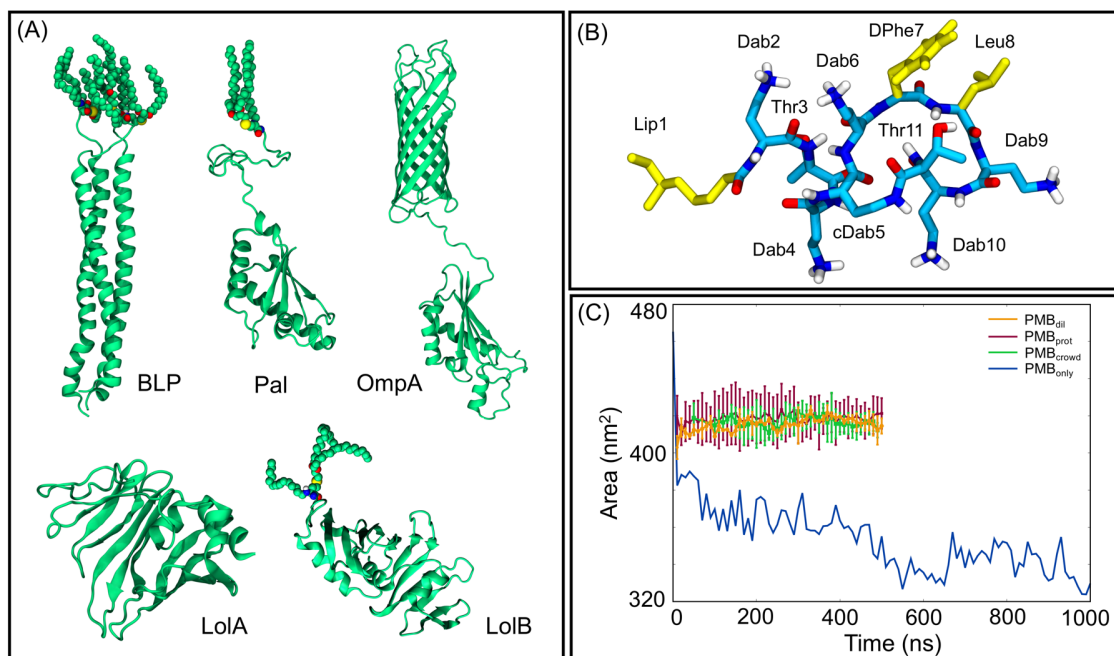 (A)
BLP
Pal
OmpA
LolA
LolB
(B)
DPhe7
Leu8
Dab2
Dab6
Thr3
Thr11
Lip1
Dab9
cDab5
Dab4
Dab10
(C)
480
400
320
Area (nm²)
PMBdil
PMBprot
PMBcrowd
PMBonly
0 200 400 600 800 1000
Time (ns)